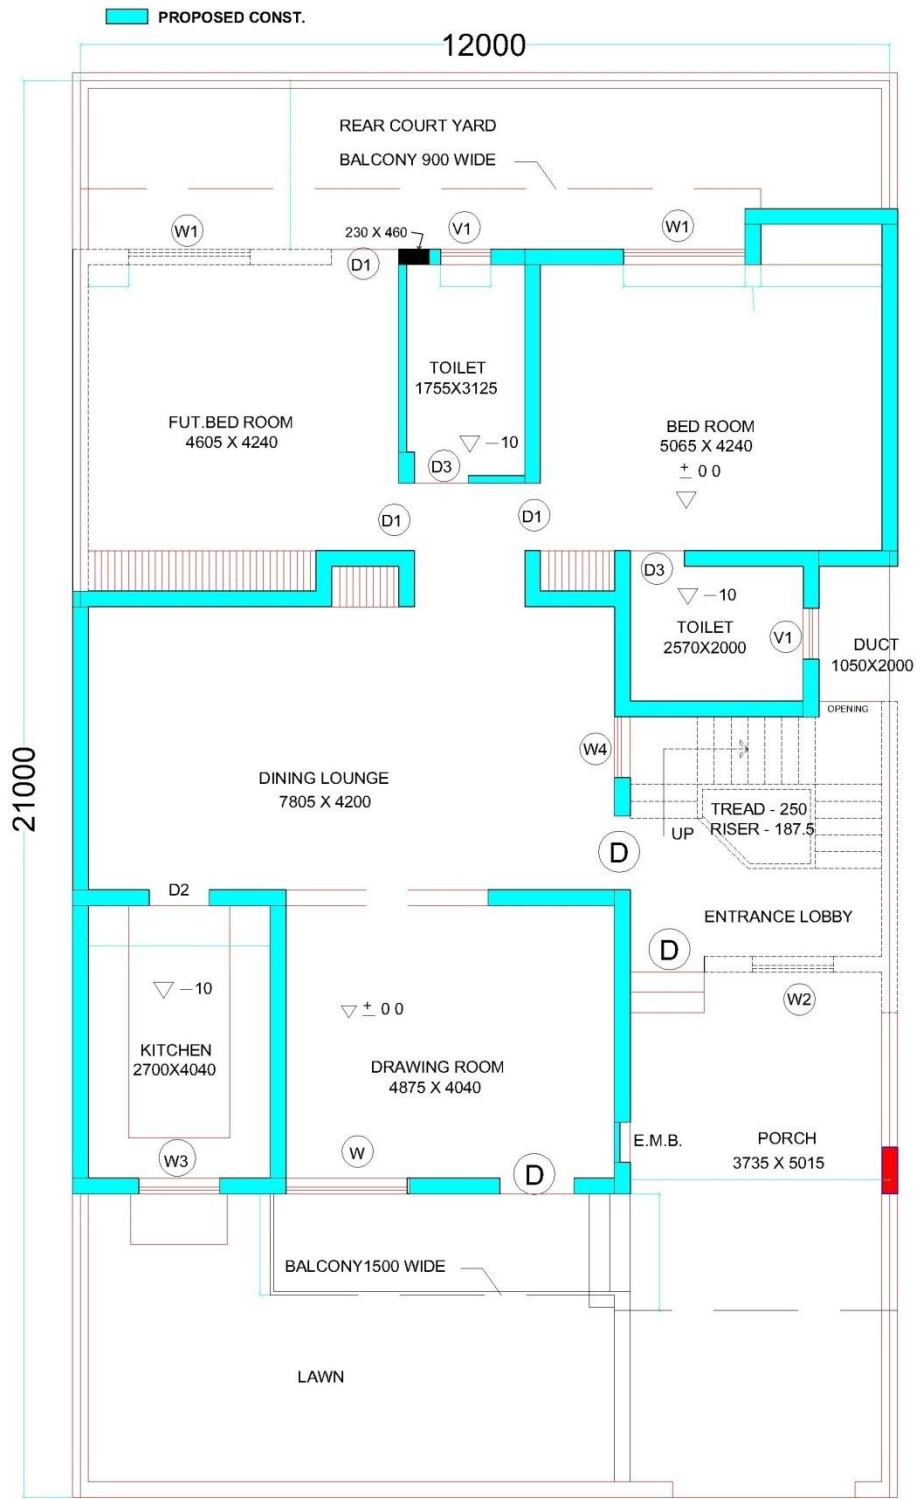 PROPOSED CONST.
12000
REAR COURT YARD
BALCONY 900 WIDE
W1
230 X 460
V1
W1
D1
TOILET
1755X3125
FUT.BED ROOM
4605 X 4240
BED ROOM
5065 X 4240
—10
± 0 0
D3
D1
D1
D3
—10
TOILET
2570X2000
V1
DUCT
1050X2000
OPENING
W4
21000
DINING LOUNGE
7805 X 4200
TREAD - 250
RISER - 187.5
UP
D
D2
ENTRANCE LOBBY
D
—10
± 0 0
W2
KITCHEN
2700X4040
DRAWING ROOM
4875 X 4040
W3
W
D
E.M.B.
PORCH
3735 X 5015
BALCONY1500 WIDE
LAWN